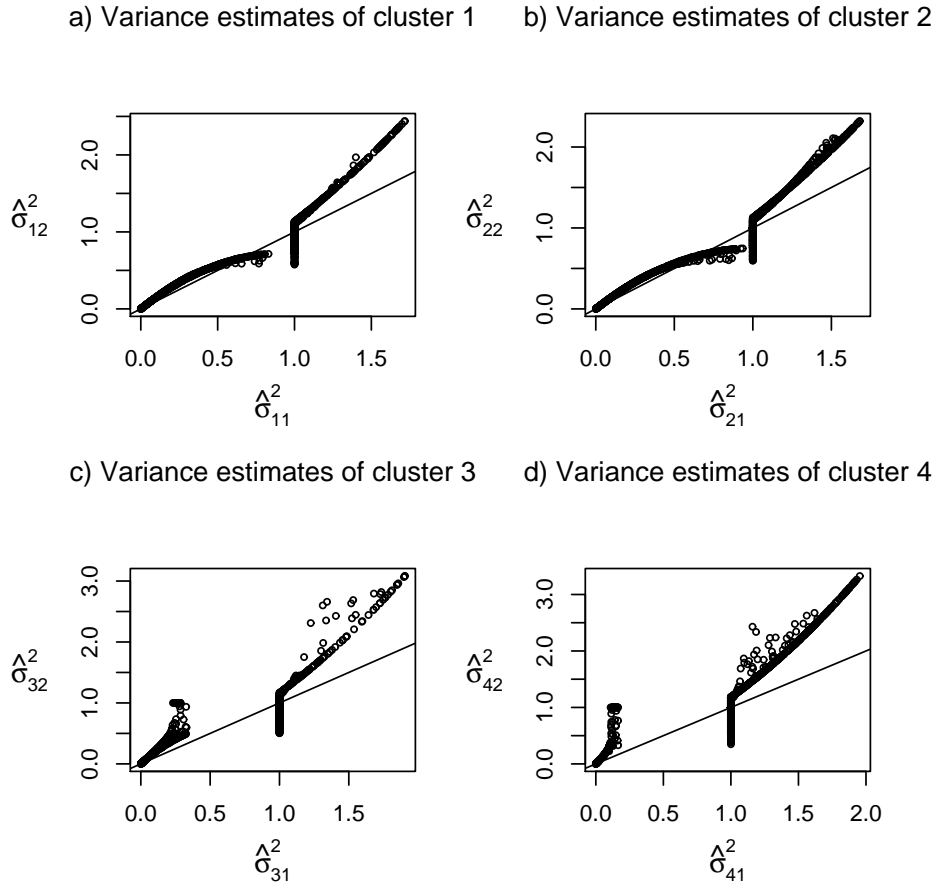 a) Variance estimates of cluster 1
b) Variance estimates of cluster 2
0.0 1.0 2.0
σ̂²₁₂
0.0 0.5 1.0 1.5
σ̂²₁₁
0.0 1.0 2.0
σ̂²₂₂
0.0 0.5 1.0 1.5
σ̂²₂₁
c) Variance estimates of cluster 3
d) Variance estimates of cluster 4
0.0 1.0 2.0 3.0
σ̂²₃₂
0.0 0.5 1.0 1.5
σ̂²₃₁
0.0 1.0 2.0 3.0
σ̂²₄₂
0.0 0.5 1.0 1.5 2.0
σ̂²₄₁